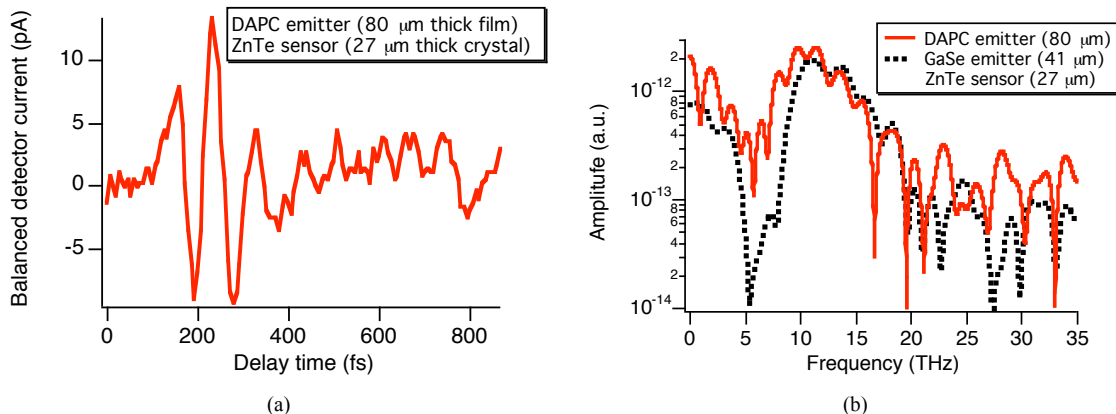 DAPC emitter (80 μm thick film)
ZnTe sensor (27 μm thick crystal)
Balanced detector current (pA)
10
5
0
-5
0
200
400
600
800
Delay time (fs)
(a)
DAPC emitter (80 μm)
GaSe emitter (41 μm)
ZnTe sensor (27 μm)
Amplitufe (a.u.)
2
10-12
8
6
4
2
10-13
8
6
4
2
10-14
0
5
10
15
20
25
30
35
Frequency (THz)
(b)